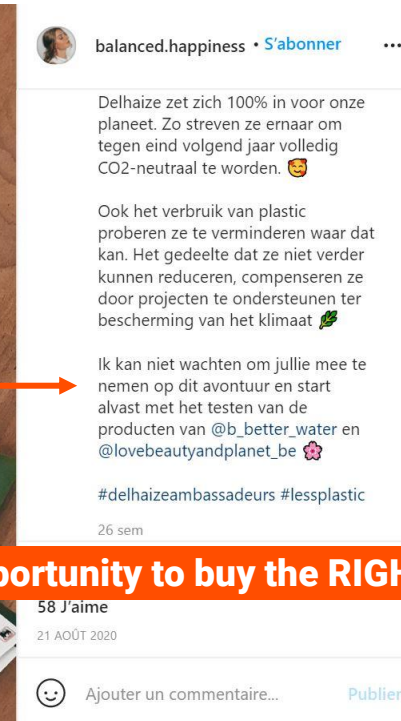 balanced.happiness • S'abonner ...
Delhaize zet zich 100% in voor onze
planeet. Zo streven ze ernaar om
tegen eind volgend jaar volledig
CO2-neutraal te worden. 🥰
Ook het verbruik van plastic
proberen ze te verminderen waar dat
kan. Het gedeelte dat ze niet verder
kunnen reduceren, compenseren ze
door projecten te ondersteunen ter
bescherming van het klimaat 🌿
Ik kan niet wachten om jullie mee te
nemen op dit avontuur en start
alvast met het testen van de
producten van @b_better_water en
@lovebeautyandplanet_be 🌸
#delhaizeambassadeurs #lessplastic
26 sem
portunity to buy the RIGH
58 J'aime
21 AOÛT 2020
Ajouter un commentaire... Publier